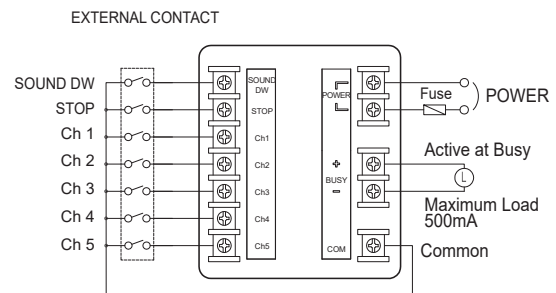 EXTERNAL CONTACT
SOUND DW
STOP
Ch 1
Ch 2
Ch 3
Ch 4
Ch 5
SOUND
DW
STOP
Ch1
Ch2
Ch3
Ch4
Ch5
POWER
+
BUSY
-
COM
Fuse
POWER
Active at Busy
L
Maximum Load
500mA
Common